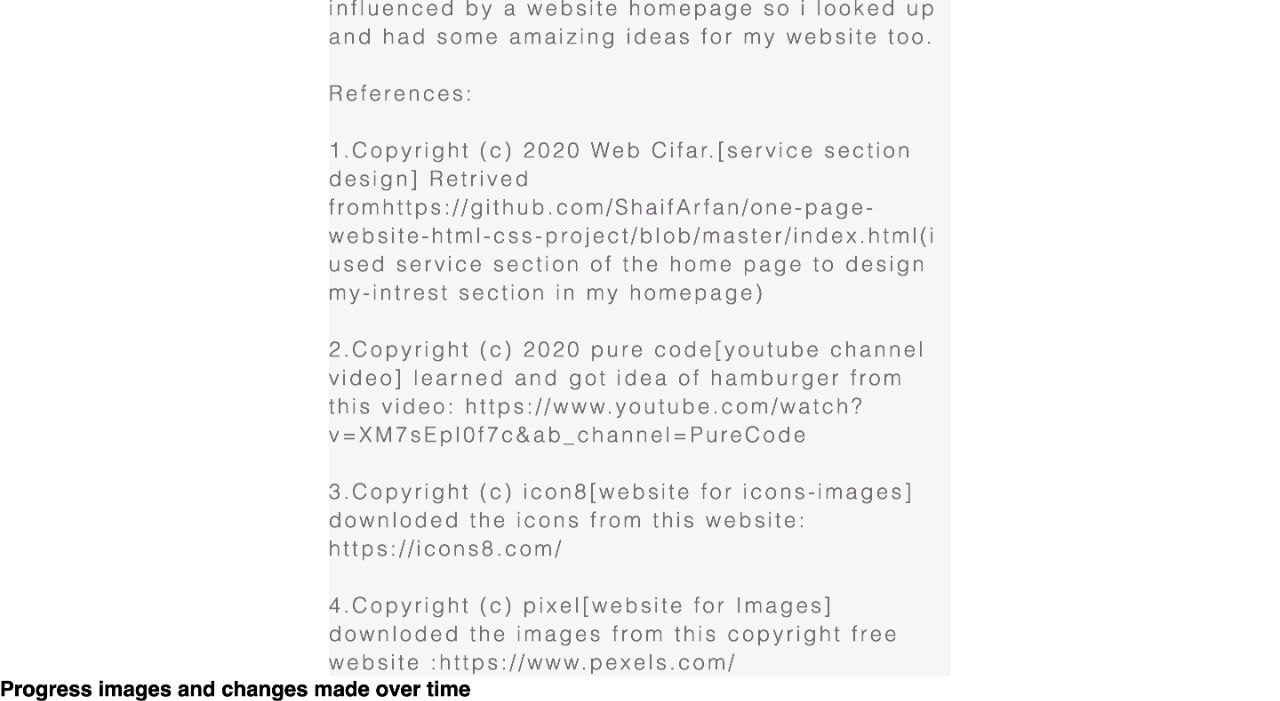 influenced by a website homepage so i looked up
and had some amaizing ideas for my website too.
References:
1.Copyright (c) 2020 Web Cifar.[service section
design] Retrived
fromhttps://github.com/ShaifArfan/one-page-
website-html-css-project/blob/master/index.html(i
used service section of the home page to design
my-intrest section in my homepage)
2.Copyright (c) 2020 pure code[youtube channel
video] learned and got idea of hamburger from
this video: https://www.youtube.com/watch?
v=XM7sEpl0f7c&ab_channel=PureCode
3.Copyright (c) icon8[website for icons-images]
downloded the icons from this website:
https://icons8.com/
4.Copyright (c) pixel[website for Images]
downloded the images from this copyright free
website :https://www.pexels.com/
Progress images and changes made over time